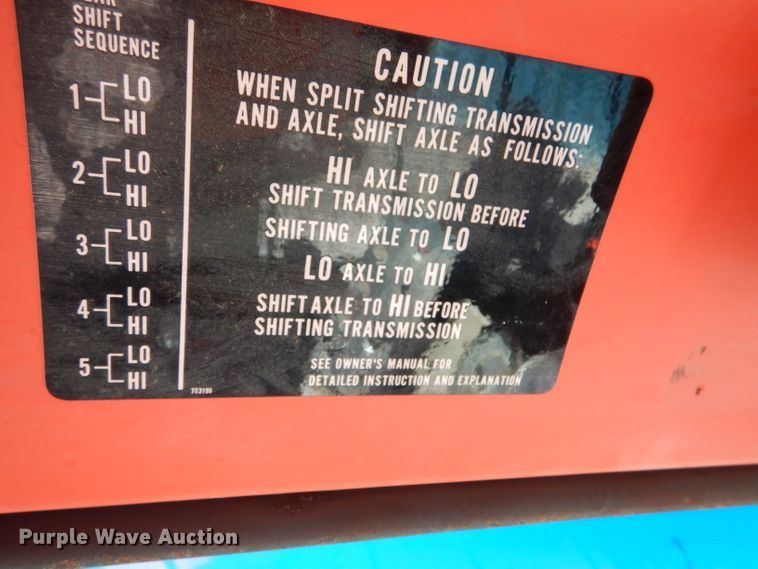 SHIFT
SEQUENCE
1 LO
HI
2 LO
HI
3 LO
HI
4 LO
HI
5 LO
HI
CAUTION
WHEN SPLIT SHIFTING TRANSMISSION
AND AXLE, SHIFT AXLE AS FOLLOWS:
HI AXLE TO LO
SHIFT TRANSMISSION BEFORE
SHIFTING AXLE TO LO
LO AXLE TO HI
SHIFT AXLE TO HI BEFORE
SHIFTING TRANSMISSION
SEE OWNER'S MANUAL FOR
DETAILED INSTRUCTION AND EXPLANATION
703190
Purple Wave Auction